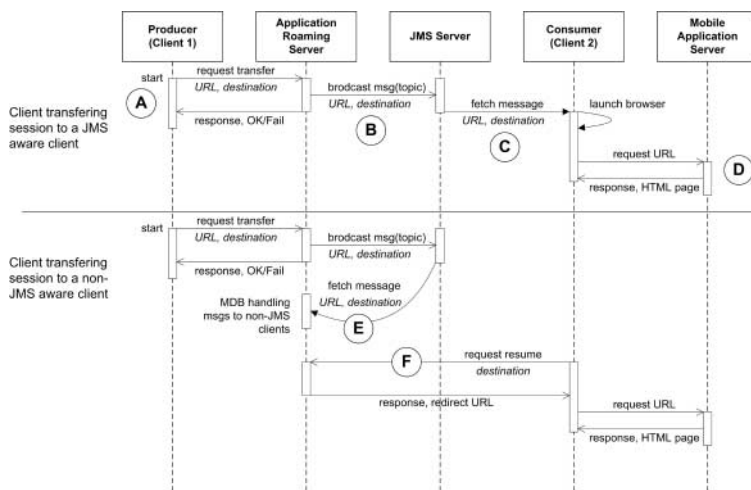 Producer
(Client 1)
Application
Roaming
Server
JMS Server
Consumer
(Client 2)
Mobile
Application
Server
start
request transfer
URL, destination
response, OK/Fail
A
brodcast msg(topic)
URL, destination
B
fetch message
URL, destination
C
launch browser
request URL
response, HTML page
D
Client transfering
session to a JMS
aware client
start
request transfer
URL, destination
response, OK/Fail
brodcast msg(topic)
URL, destination
Client transfering
session to a non-
JMS aware client
fetch message
URL, destination
MDB handling
msgs to non-JMS
clients
E
F
request resume
destination
response, redirect URL
request URL
response, HTML page